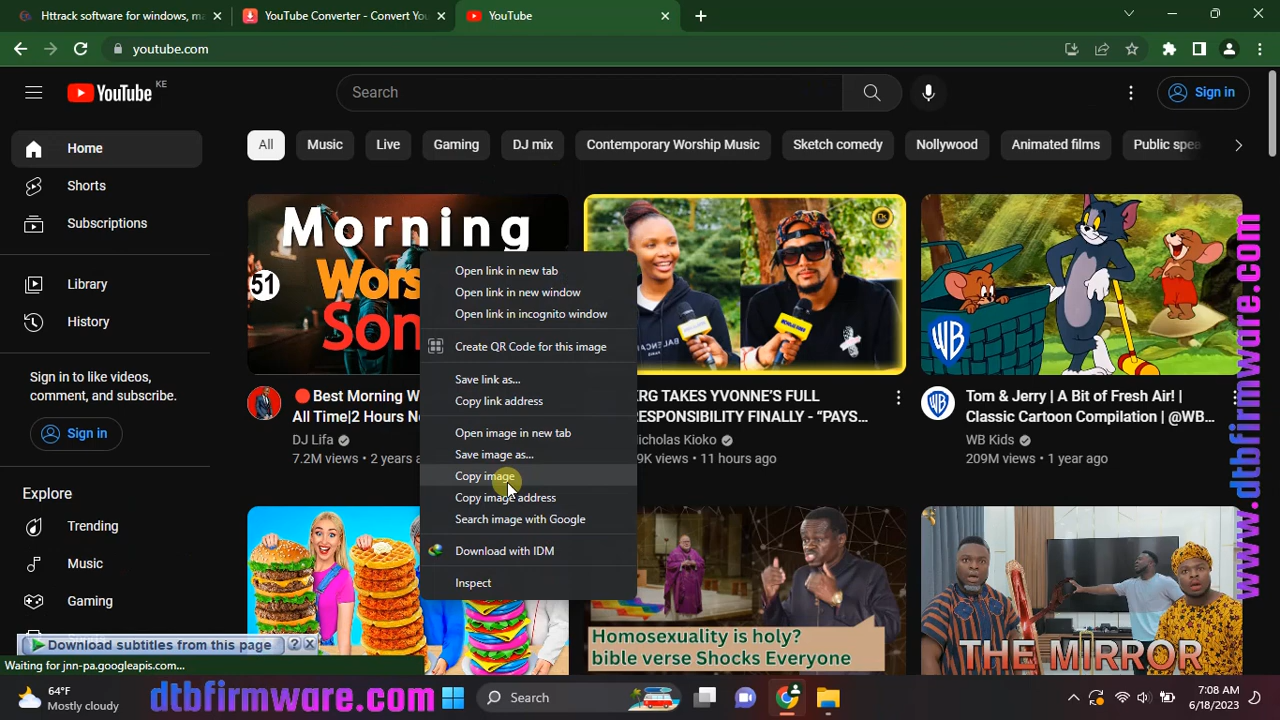 Httrack software for windows, ma
YouTube Converter - Convert You
YouTube
youtube.com
YouTube KE
Search
Sign in
Home
Shorts
Subscriptions
Library
History
Sign in to like videos,
comment, and subscribe.
Sign in
Explore
Trending
Music
Gaming
All
Music
Live
Gaming
DJ mix
Contemporary Worship Music
Sketch comedy
Nollywood
Animated films
Public spea
Morning
51
Best Morning W
All Time|2 Hours No
DJ Lifa
7.2M views • 2 years a
Open link in new tab
Open link in new window
Open link in incognito window
Create QR Code for this image
Save link as...
Copy link address
Open image in new tab
Save image as...
Copy image
Copy image address
Search image with Google
Download with IDM
Inspect
ERG TAKES YVONNE'S FULL
RESPONSIBILITY FINALLY - “PAYS...
Nicholas Kioko
9K views • 11 hours ago
WB
Tom & Jerry | A Bit of Fresh Air! |
Classic Cartoon Compilation | @WB...
WB Kids
209M views • 1 year ago
Homosexuality is holy?
bible verse Shocks Everyone
THE MIRROR
www.dtbfirmware.com
Download subtitles from this page
Waiting for jnn-pa.googleapis.com...
64°F
Mostly cloudy
dtbfirmware.com
Search
7:08 AM
6/18/2023